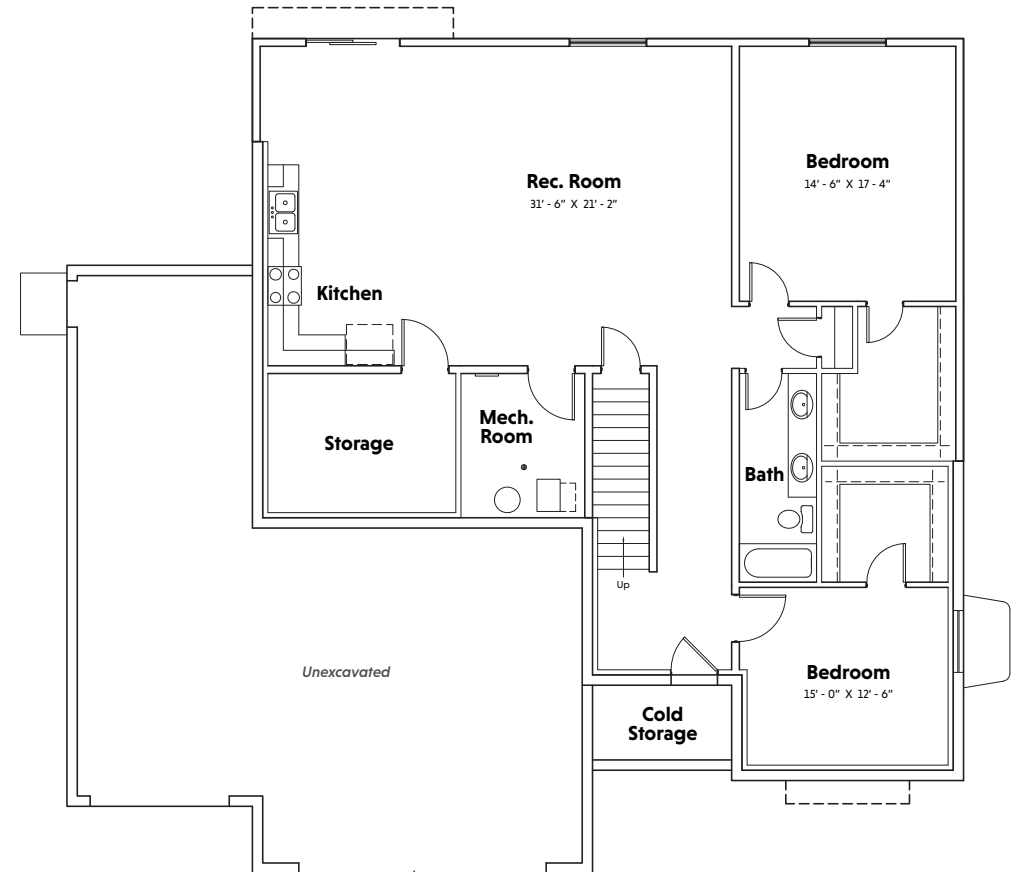 Bedroom
14' - 6" X 17 - 4"
Rec. Room
31' - 6" X 21' - 2"
Kitchen
Mech.
Room
Storage
Bath
Up
Unexcavated
Bedroom
15' - 0" X 12' - 6"
Cold
Storage